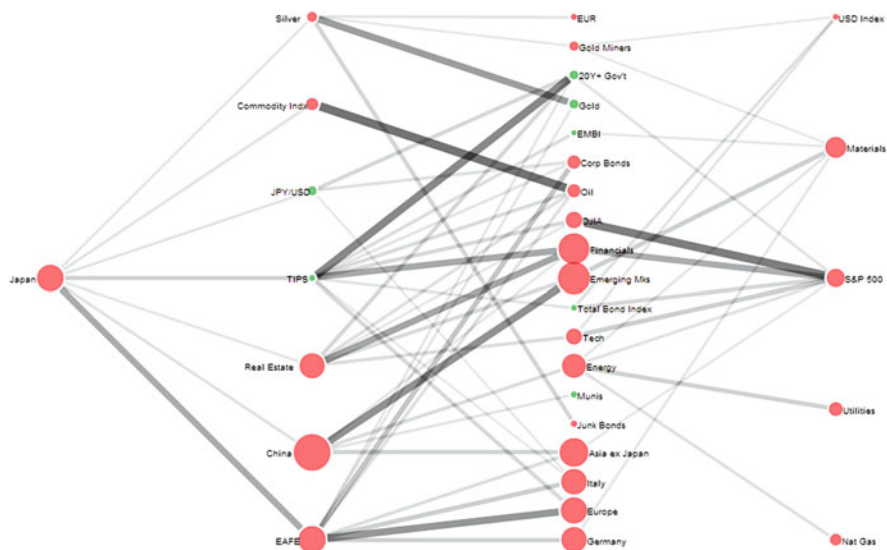 Silver
EUR
USD Index
Gold Miners
20Y+ Gov't
Commodity Indx
Gold
EMBI
Materials
Corp Bonds
JPY/USD
Oil
DJIA
Financials
Japan
TIPS
Emerging Mks
S&P 500
Total Bond Index
Tech
Real Estate
Energy
Munis
Utilities
Junk Bonds
China
Asia ex Japan
Italy
Europe
EAFE
Germany
Nat Gas